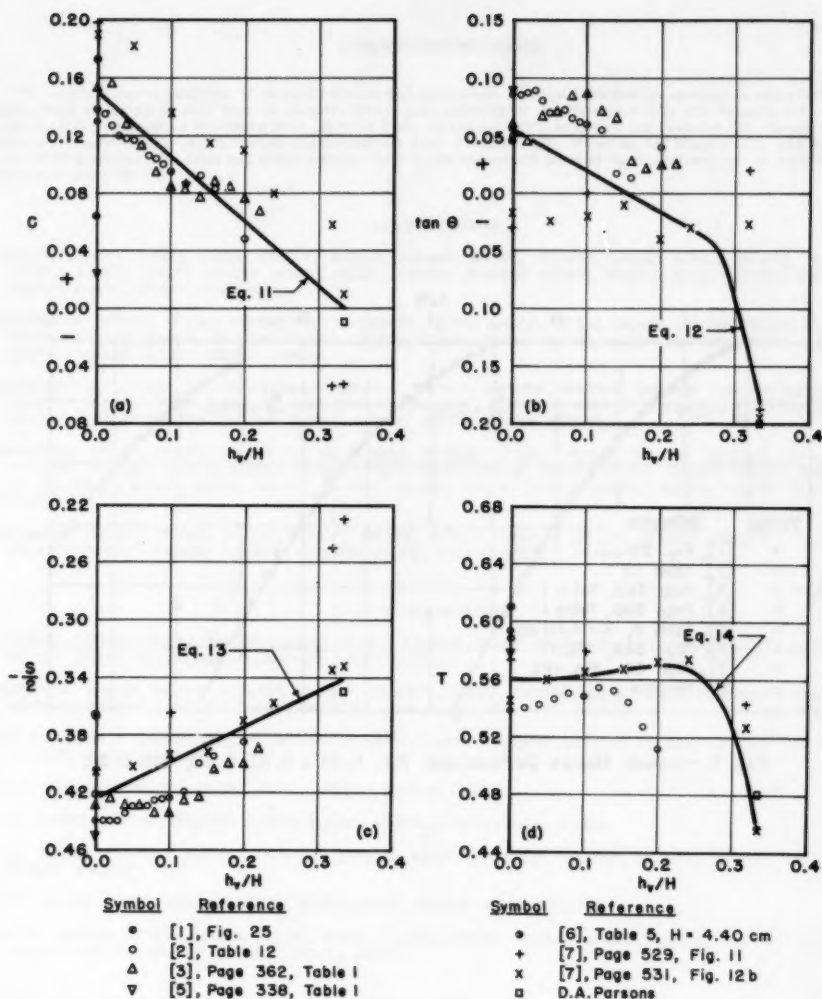 0.20
0.16
0.12
0.08
C
0.04
+
0.00
−
0.04
0.08
Eq. 11
(a)
0.0 0.1 0.2 0.3 0.4
hᵥ/H
0.15
0.10
0.05
+
0.00
tan θ −
0.05
0.10
0.15
0.20
Eq. 12
(b)
0.0 0.1 0.2 0.3 0.4
hᵥ/H
0.22
0.26
0.30
0.34
0.38
0.42
0.46
Eq. 13
(c)
0.0 0.1 0.2 0.3 0.4
hᵥ/H
0.68
0.64
0.60
T 0.56
0.52
0.48
0.44
Eq. 14
(d)
0.0 0.1 0.2 0.3 0.4
hᵥ/H
Symbol Reference
[1], Fig. 25
○ [2], Table 12
△ [3], Page 362, Table 1
▽ [5], Page 338, Table 1
Symbol Reference
[6], Table 5, H = 4.40 cm
+ [7], Page 529, Fig. 11
× [7], Page 531, Fig. 12b
□ D.A. Parsons